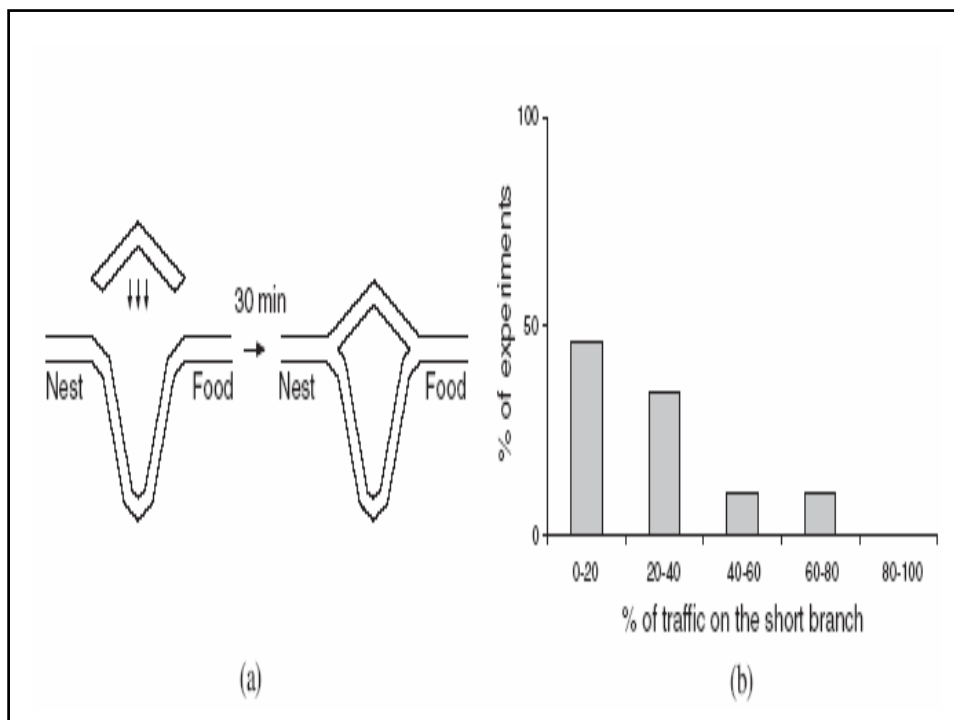 30 min
Nest Food Nest Food
(a)
100
50
0
% of experiments
0-20 20-40 40-60 60-80 80-100
% of traffic on the short branch
(b)